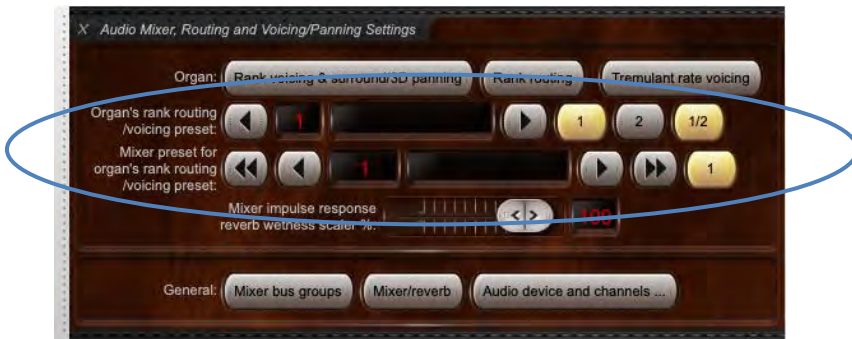 X Audio Mixer, Routing and Voicing/Panning Settings
Organ: Rank voicing & surround/3D panning Rank routing Tremulant rate voicing
Organ's rank routing
/voicing preset: 1 1 2 1/2
Mixer preset for
organ's rank routing
/voicing preset: 1 1
Mixer impulse response
reverb wetness scaler %: 100
General: Mixer bus groups Mixer/reverb Audio device and channels ...